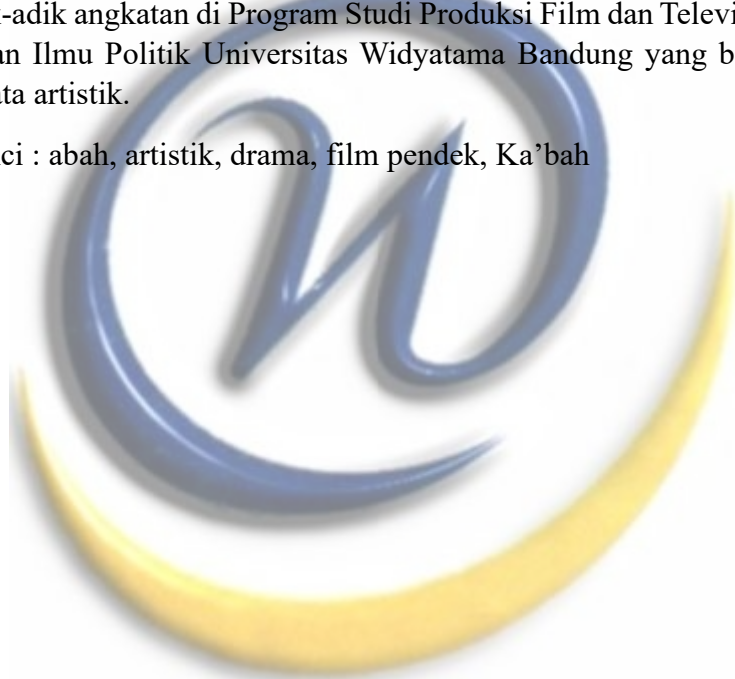 -adik angkatan di Program Studi Produksi Film dan Televi
an Ilmu Politik Universitas Widyatama Bandung yang b
ata artistik.
ci : abah, artistik, drama, film pendek, Ka’bah